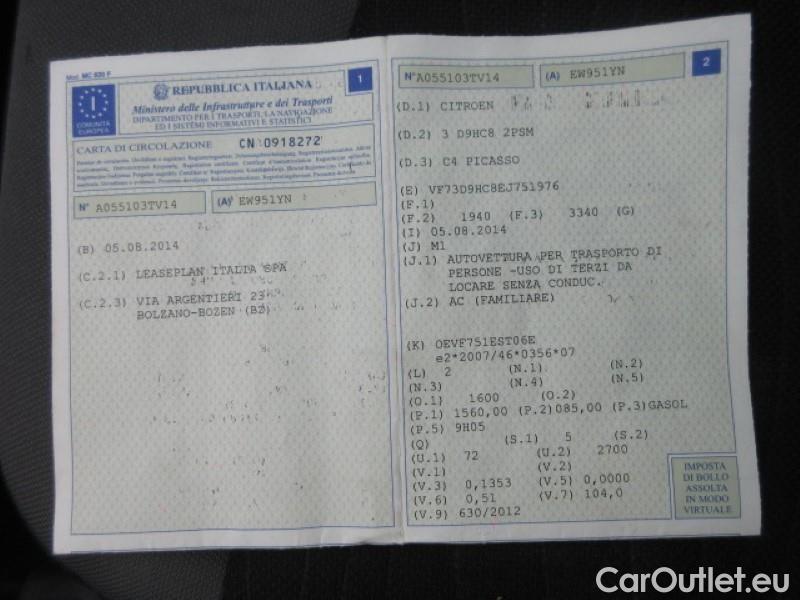 Mod. MC 820 F
REPUBBLICA ITALIANA
1
Ministero delle Infrastrutture e dei Trasporti
DIPARTIMENTO PER I TRASPORTI, LA NAVIGAZIONE
ED I SISTEMI INFORMATIVI E STATISTICI
I
COMUNITÀ
EUROPEA
CARTA DI CIRCOLAZIONE CN 0918272
N° A055103TV14 (A) EW951YN
(B) 05.08.2014
(C.2.1) LEASEPLAN ITALIA SPA
(C.2.3) VIA ARGENTIERI 23
BOLZANO-BOZEN (BZ)
N° A055103TV14 (A) EW951YN 2
(D.1) CITROEN
(D.2) 3 D9HC8 2PSM
(D.3) C4 PICASSO
(E) VF73D9HC8EJ751976
(F.1)
(F.2) 1940 (F.3) 3340 (G)
(I) 05.08.2014
(J) M1
(J.1) AUTOVETTURA PER TRASPORTO DI
PERSONE -USO DI TERZI DA
LOCARE SENZA CONDUC.
(J.2) AC (FAMILIARE)
(K) OEVF751EST06E
e2*2007/46*0356*07
(L) 2 (N.1) (N.2)
(N.3) (N.4) (N.5)
(O.1) 1600 (O.2)
(P.1) 1560,00 (P.2)085,00 (P.3)GASOL
(P.5) 9H05
(Q) (S.1) 5 (S.2)
(U.1) 72 (U.2) 2700
(V.1) (V.2)
(V.3) 0,1353 (V.5) 0,0000
(V.6) 0,51 (V.7) 104,0
(V.9) 630/2012
IMPOSTA
DI BOLLO
ASSOLTA
IN MODO
VIRTUALE
CarOutlet.eu